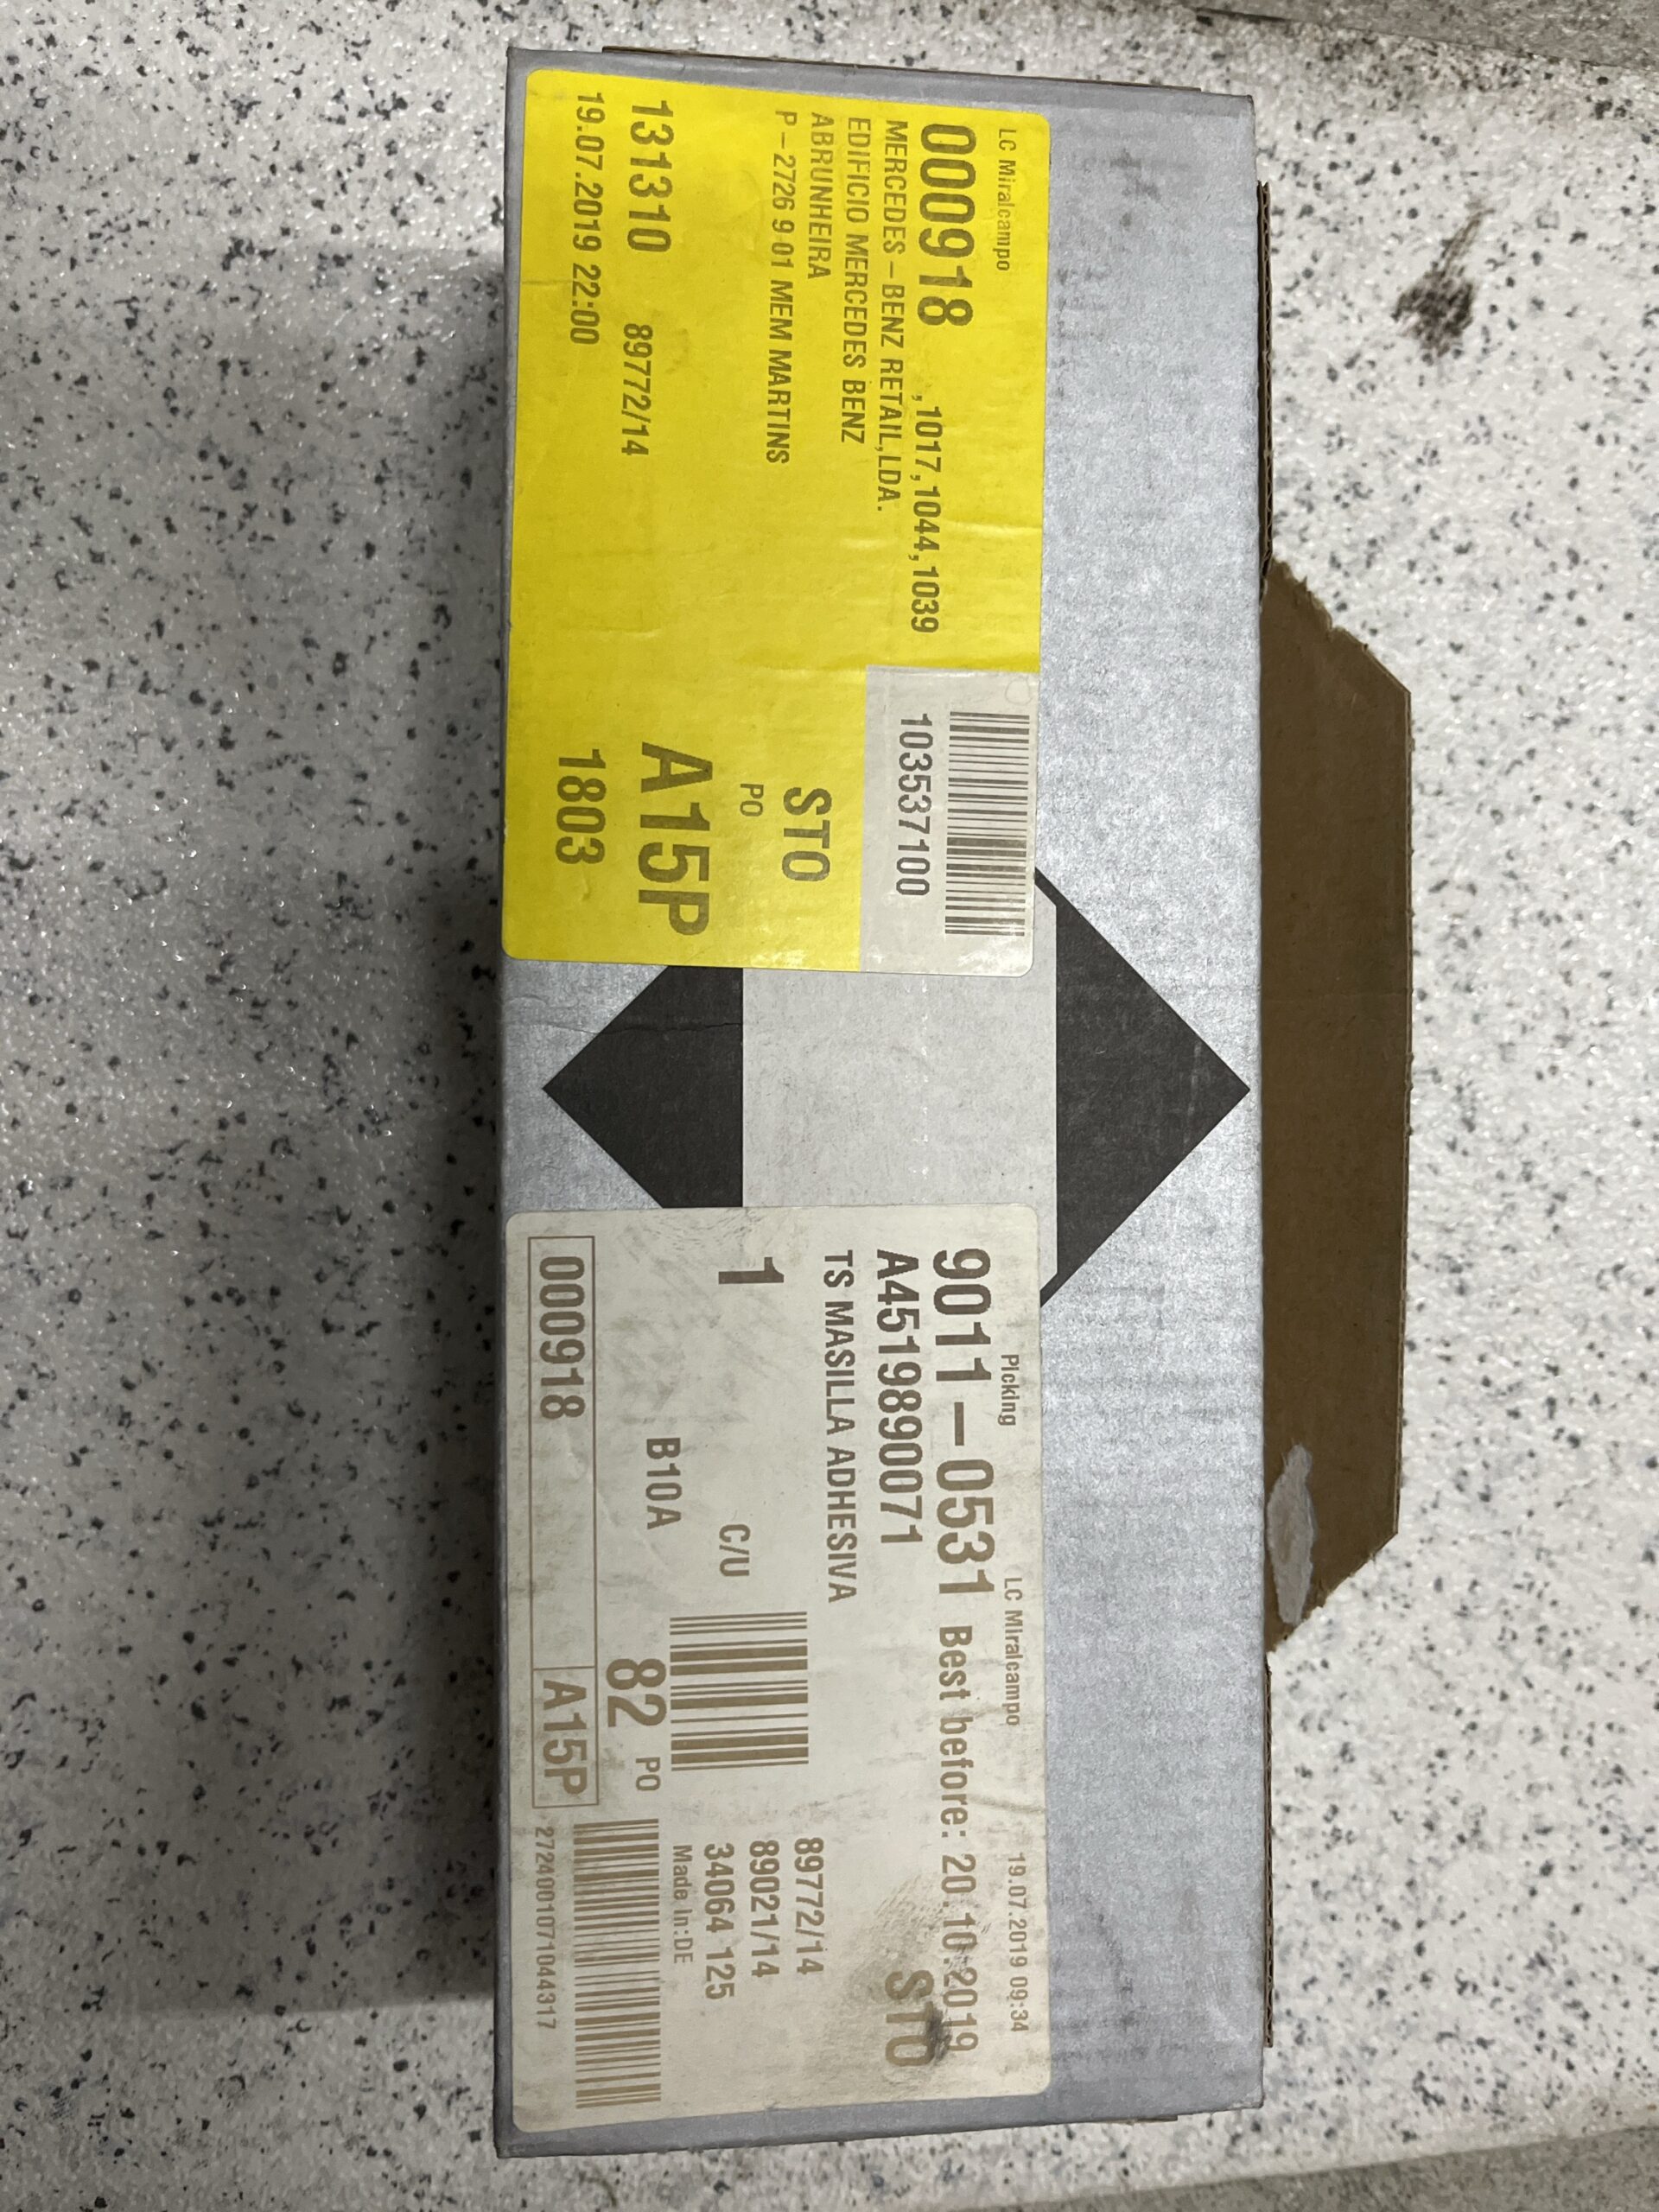 LC Miralcampo
000918 ,1017,1044,1039
MERCEDES-BENZ RETAIL,LDA.
EDIFICIO MERCEDES BENZ
ABRUNHEIRA
P-2726 9 01 MEM MARTINS
131310 89772/14
19.07.2019 22:00
103537100
STO
PO
A15P
1803
Picking LC Miralcampo 19.07.2019 09:34
9011-0531 Best before: 20.10.2019
A4519890071 STO
TS MASILLA ADHESIVA
1 C/U
B10A
82 PO
89772/14
89021/14
34064 125
Made In:DE
000918 A15P
27240010710444317